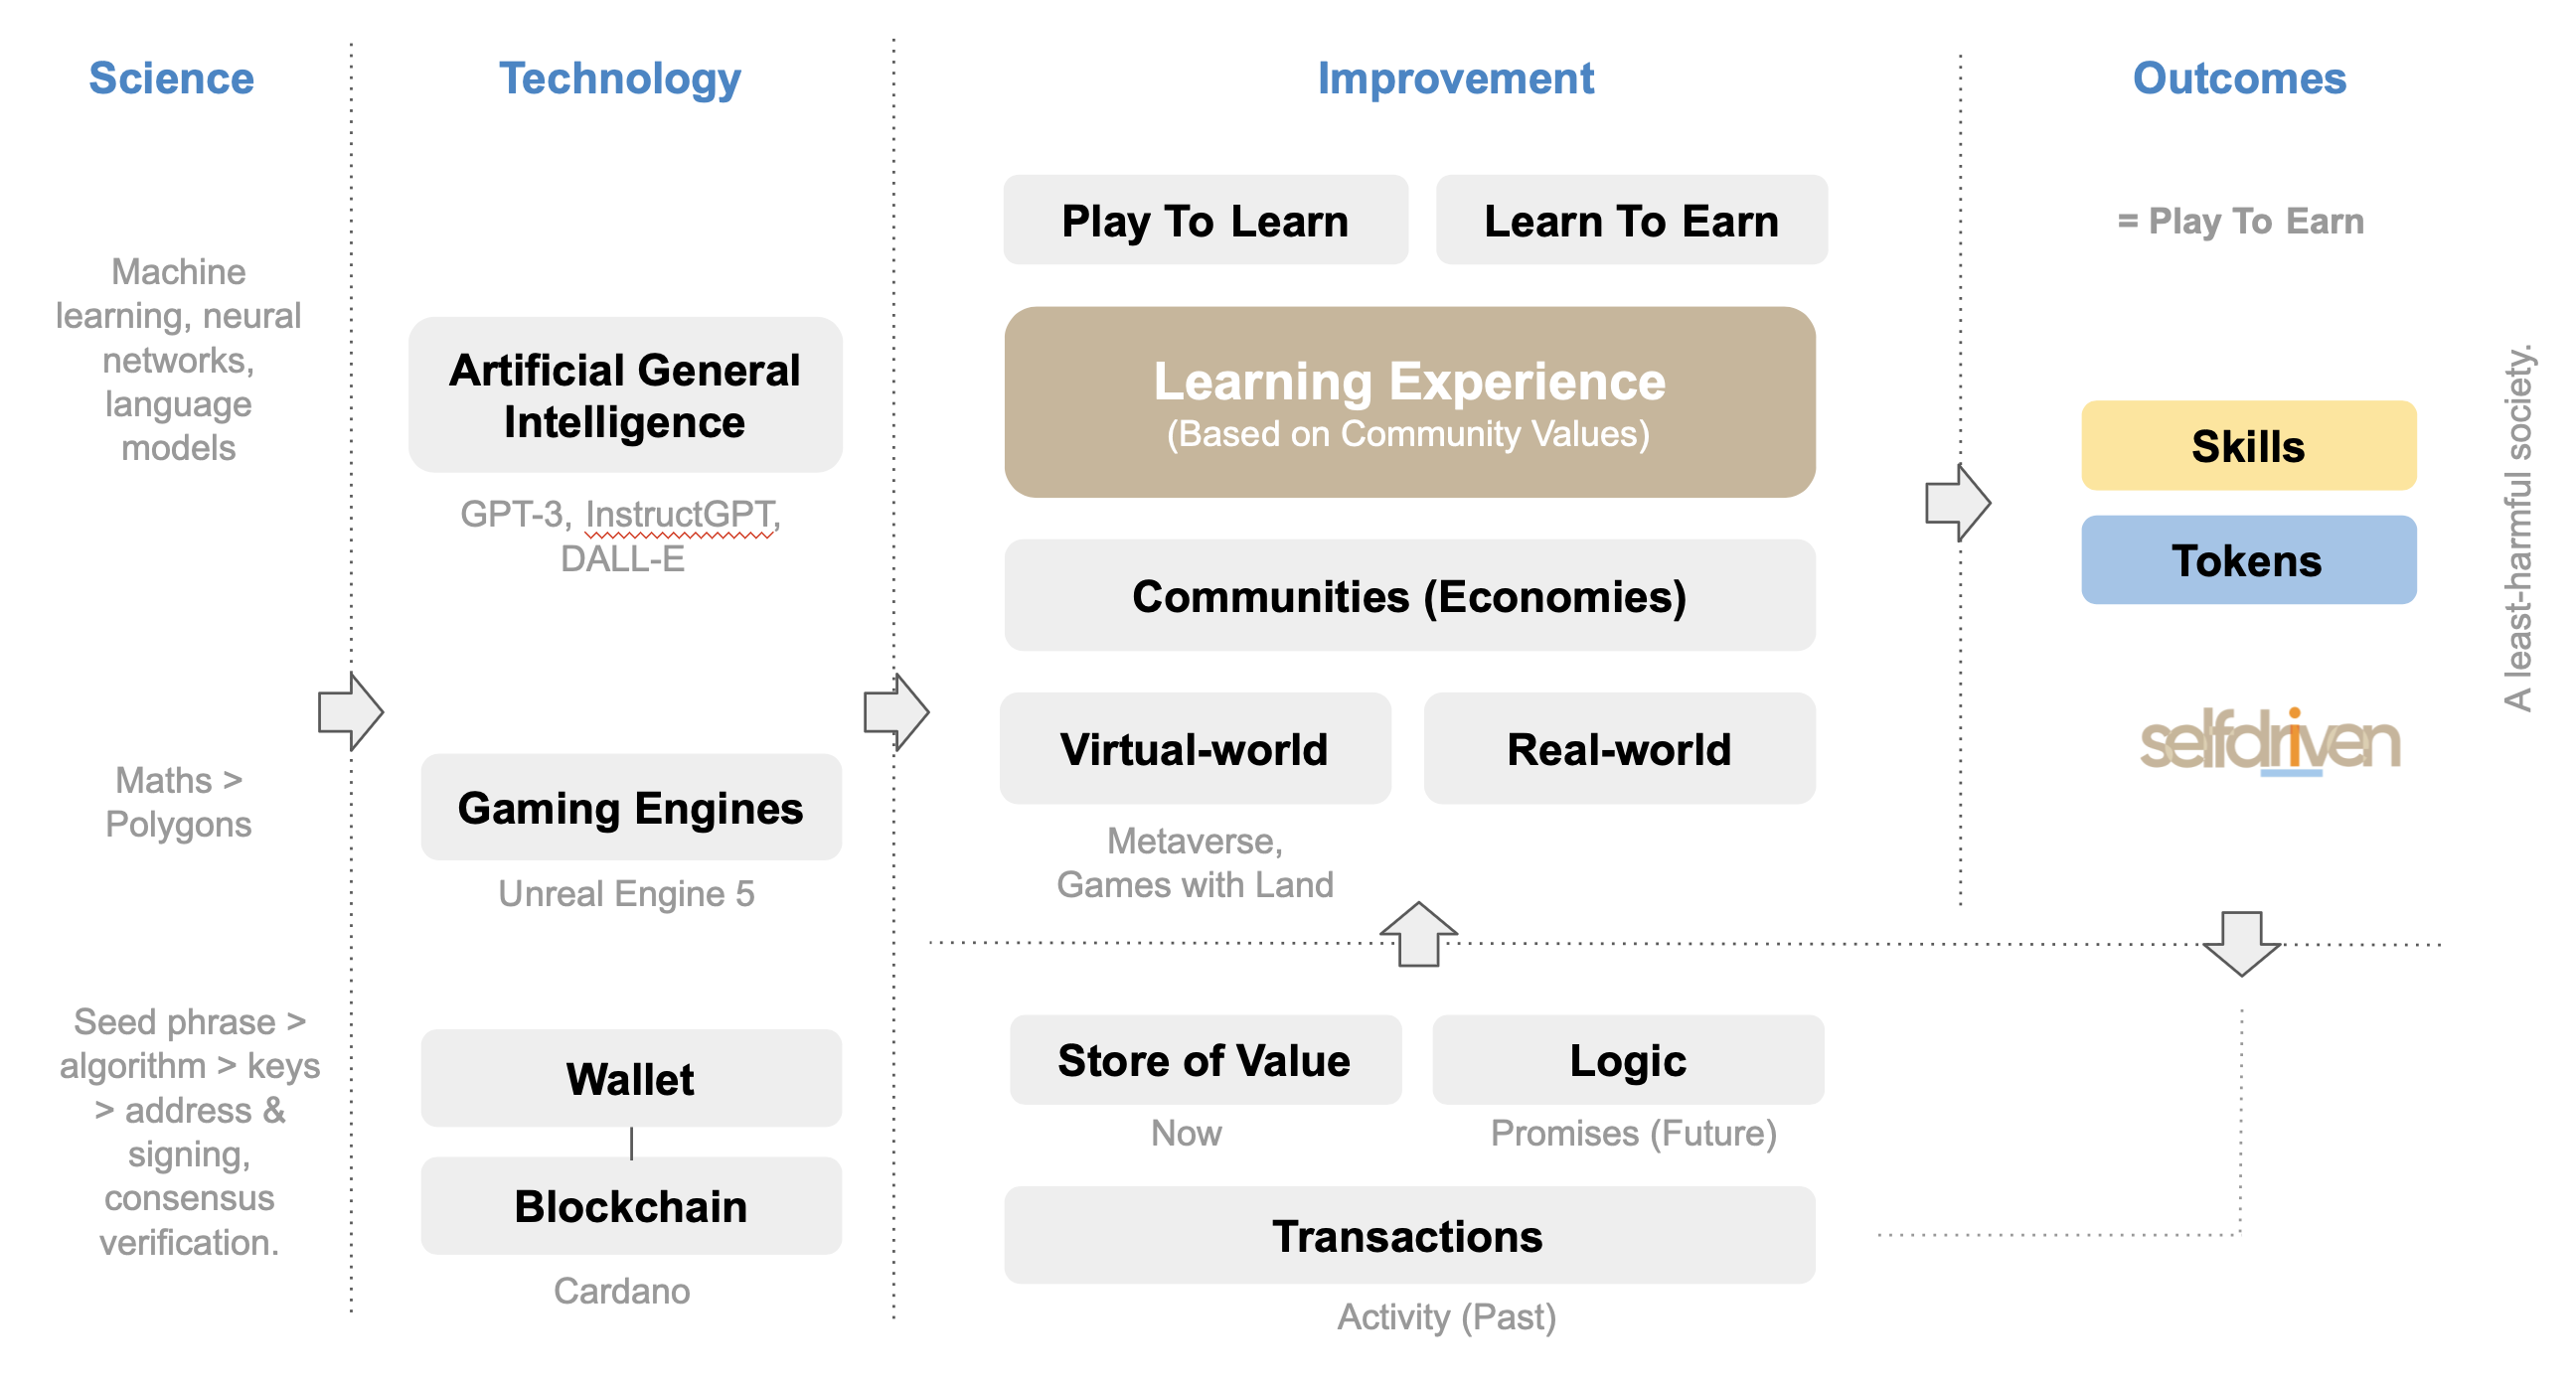 Science
Technology
Improvement
Outcomes
Machine
learning, neural
networks,
language
models
Maths >
Polygons
Seed phrase >
algorithm > keys
> address &
signing,
consensus
verification.
Artificial General
Intelligence
GPT-3, InstructGPT,
DALL-E
Gaming Engines
Unreal Engine 5
Wallet
Blockchain
Cardano
Play To Learn
Learn To Earn
Learning Experience
(Based on Community Values)
Communities (Economies)
Virtual-world
Real-world
Metaverse,
Games with Land
Store of Value
Logic
Now
Promises (Future)
Transactions
Activity (Past)
= Play To Earn
Skills
Tokens
selfdriven
A least-harmful society.